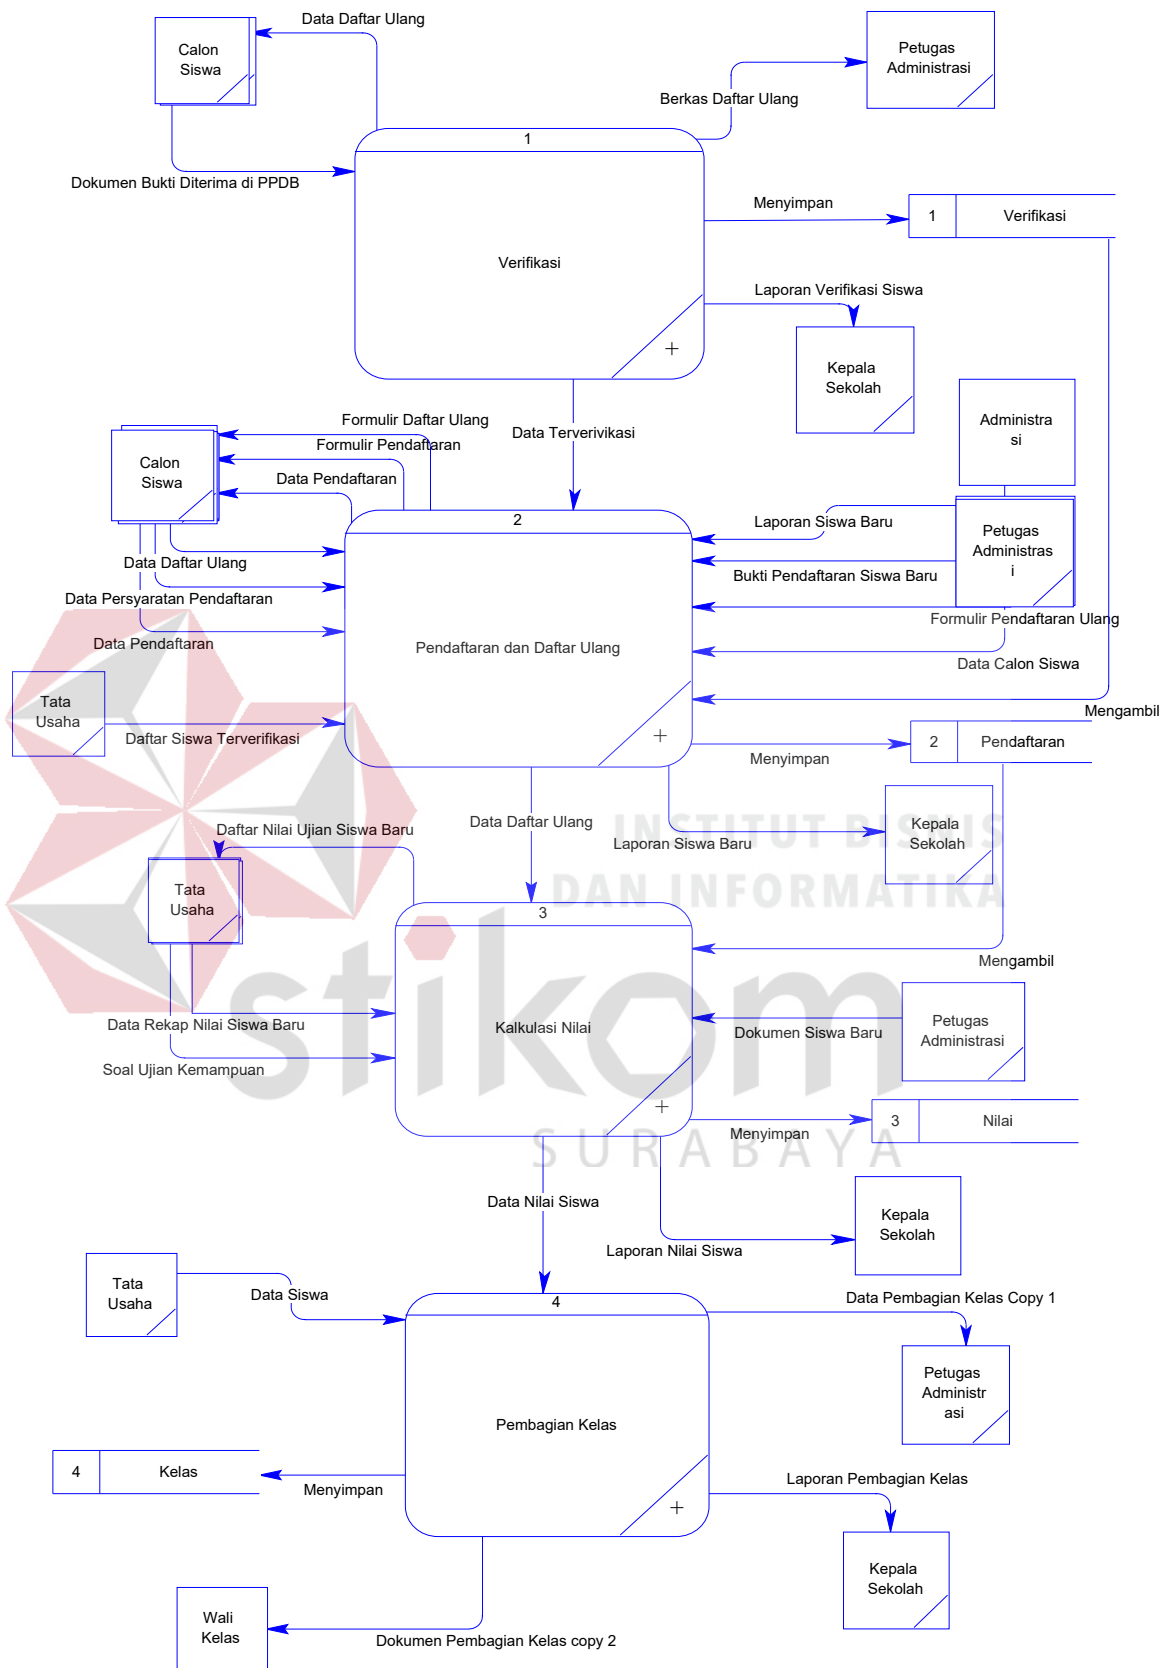 Data Daftar Ulang
Calon
Siswa
Petugas
Administrasi
Berkas Daftar Ulang
1
Dokumen Bukti Diterima di PPDB
Menyimpan
1
Verifikasi
Verifikasi
Laporan Verifikasi Siswa
+
Kepala
Sekolah
Formulir Daftar Ulang
Data Terverivikasi
Administra
si
Formulir Pendaftaran
Calon
Siswa
Data Pendaftaran
2
Laporan Siswa Baru
Petugas
Administras
i
Data Daftar Ulang
Bukti Pendaftaran Siswa Baru
Data Persyaratan Pendaftaran
Formulir Pendaftaran Ulang
Data Pendaftaran
Pendaftaran dan Daftar Ulang
Data Calon Siswa
Tata
Usaha
Mengambil
Daftar Siswa Terverifikasi
+
2
Pendaftaran
Menyimpan
Data Daftar Ulang
Daftar Nilai Ujian Siswa Baru
Laporan Siswa Baru
Kepala
Sekolah
INSTITUT BISNIS
DAN INFORMATIKA
Tata
Usaha
3
Mengambil
stikom
Data Rekap Nilai Siswa Baru
Kalkulasi Nilai
Dokumen Siswa Baru
Petugas
Administrasi
Soal Ujian Kemampuan
+
Menyimpan
3
Nilai
SURABAYA
Data Nilai Siswa
Laporan Nilai Siswa
Kepala
Sekolah
Tata
Usaha
Data Siswa
4
Data Pembagian Kelas Copy 1
Petugas
Administr
asi
Pembagian Kelas
4
Kelas
Menyimpan
Laporan Pembagian Kelas
+
Kepala
Sekolah
Wali
Kelas
Dokumen Pembagian Kelas copy 2